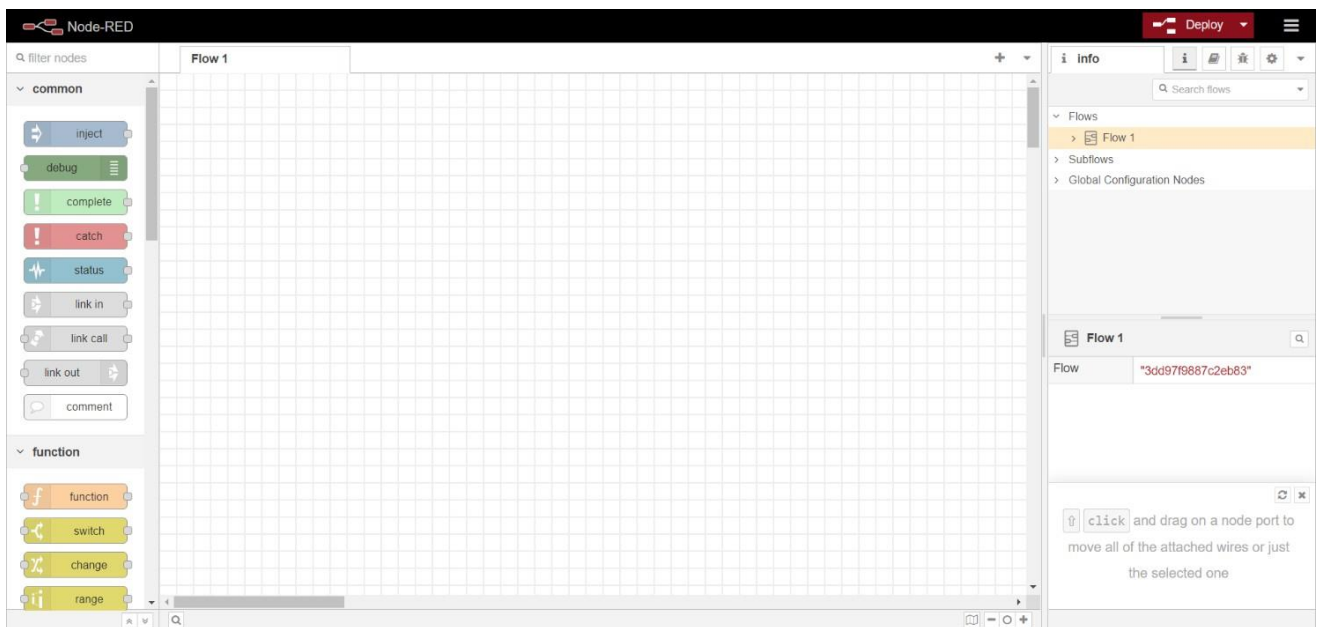 Node-RED
Deploy
filter nodes
Flow 1
i info
i
Search flows
common
inject
debug
complete
catch
status
link in
link call
link out
comment
function
function
switch
change
range
Flows
Flow 1
Subflows
Global Configuration Nodes
Flow 1
Flow "3dd97f9887c2eb83"
click and drag on a node port to
move all of the attached wires or just
the selected one